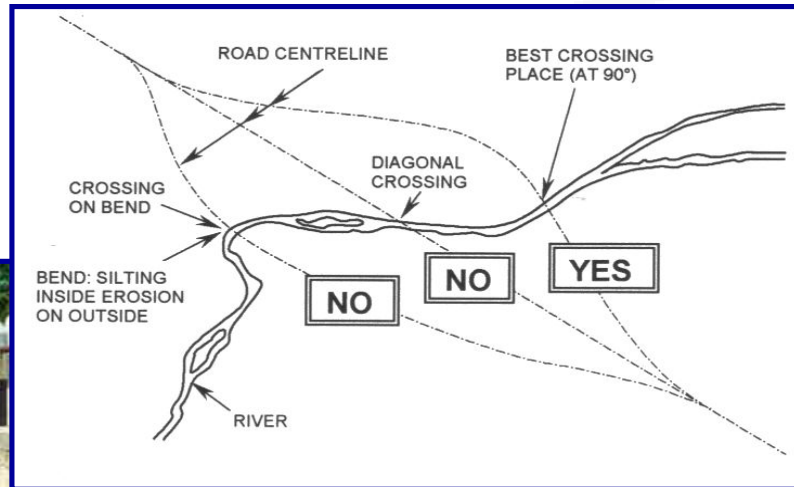 ROAD CENTRELINE
BEST CROSSING
PLACE (AT 90°)
DIAGONAL
CROSSING
CROSSING
ON BEND
BEND: SILTING
INSIDE EROSION
ON OUTSIDE
NO
NO
YES
RIVER